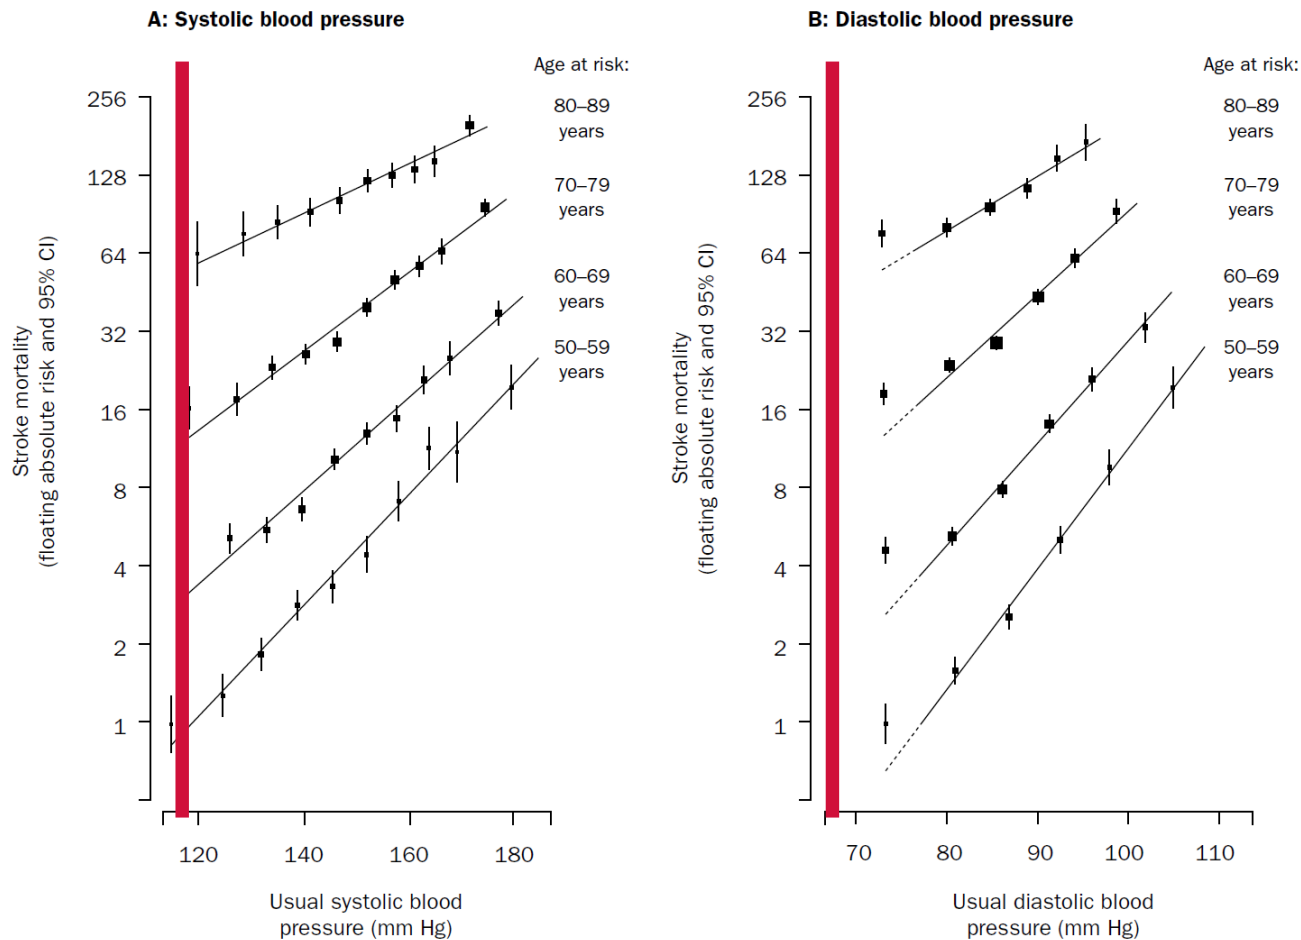 A: Systolic blood pressure
Age at risk:
256
128
64
32
16
8
4
2
1
80–89
years
70–79
years
60–69
years
50–59
years
Stroke mortality
(floating absolute risk and 95% CI)
120 140 160 180
Usual systolic blood
pressure (mm Hg)
B: Diastolic blood pressure
Age at risk:
256
128
64
32
16
8
4
2
1
80–89
years
70–79
years
60–69
years
50–59
years
Stroke mortality
(floating absolute risk and 95% CI)
70 80 90 100 110
Usual diastolic blood
pressure (mm Hg)